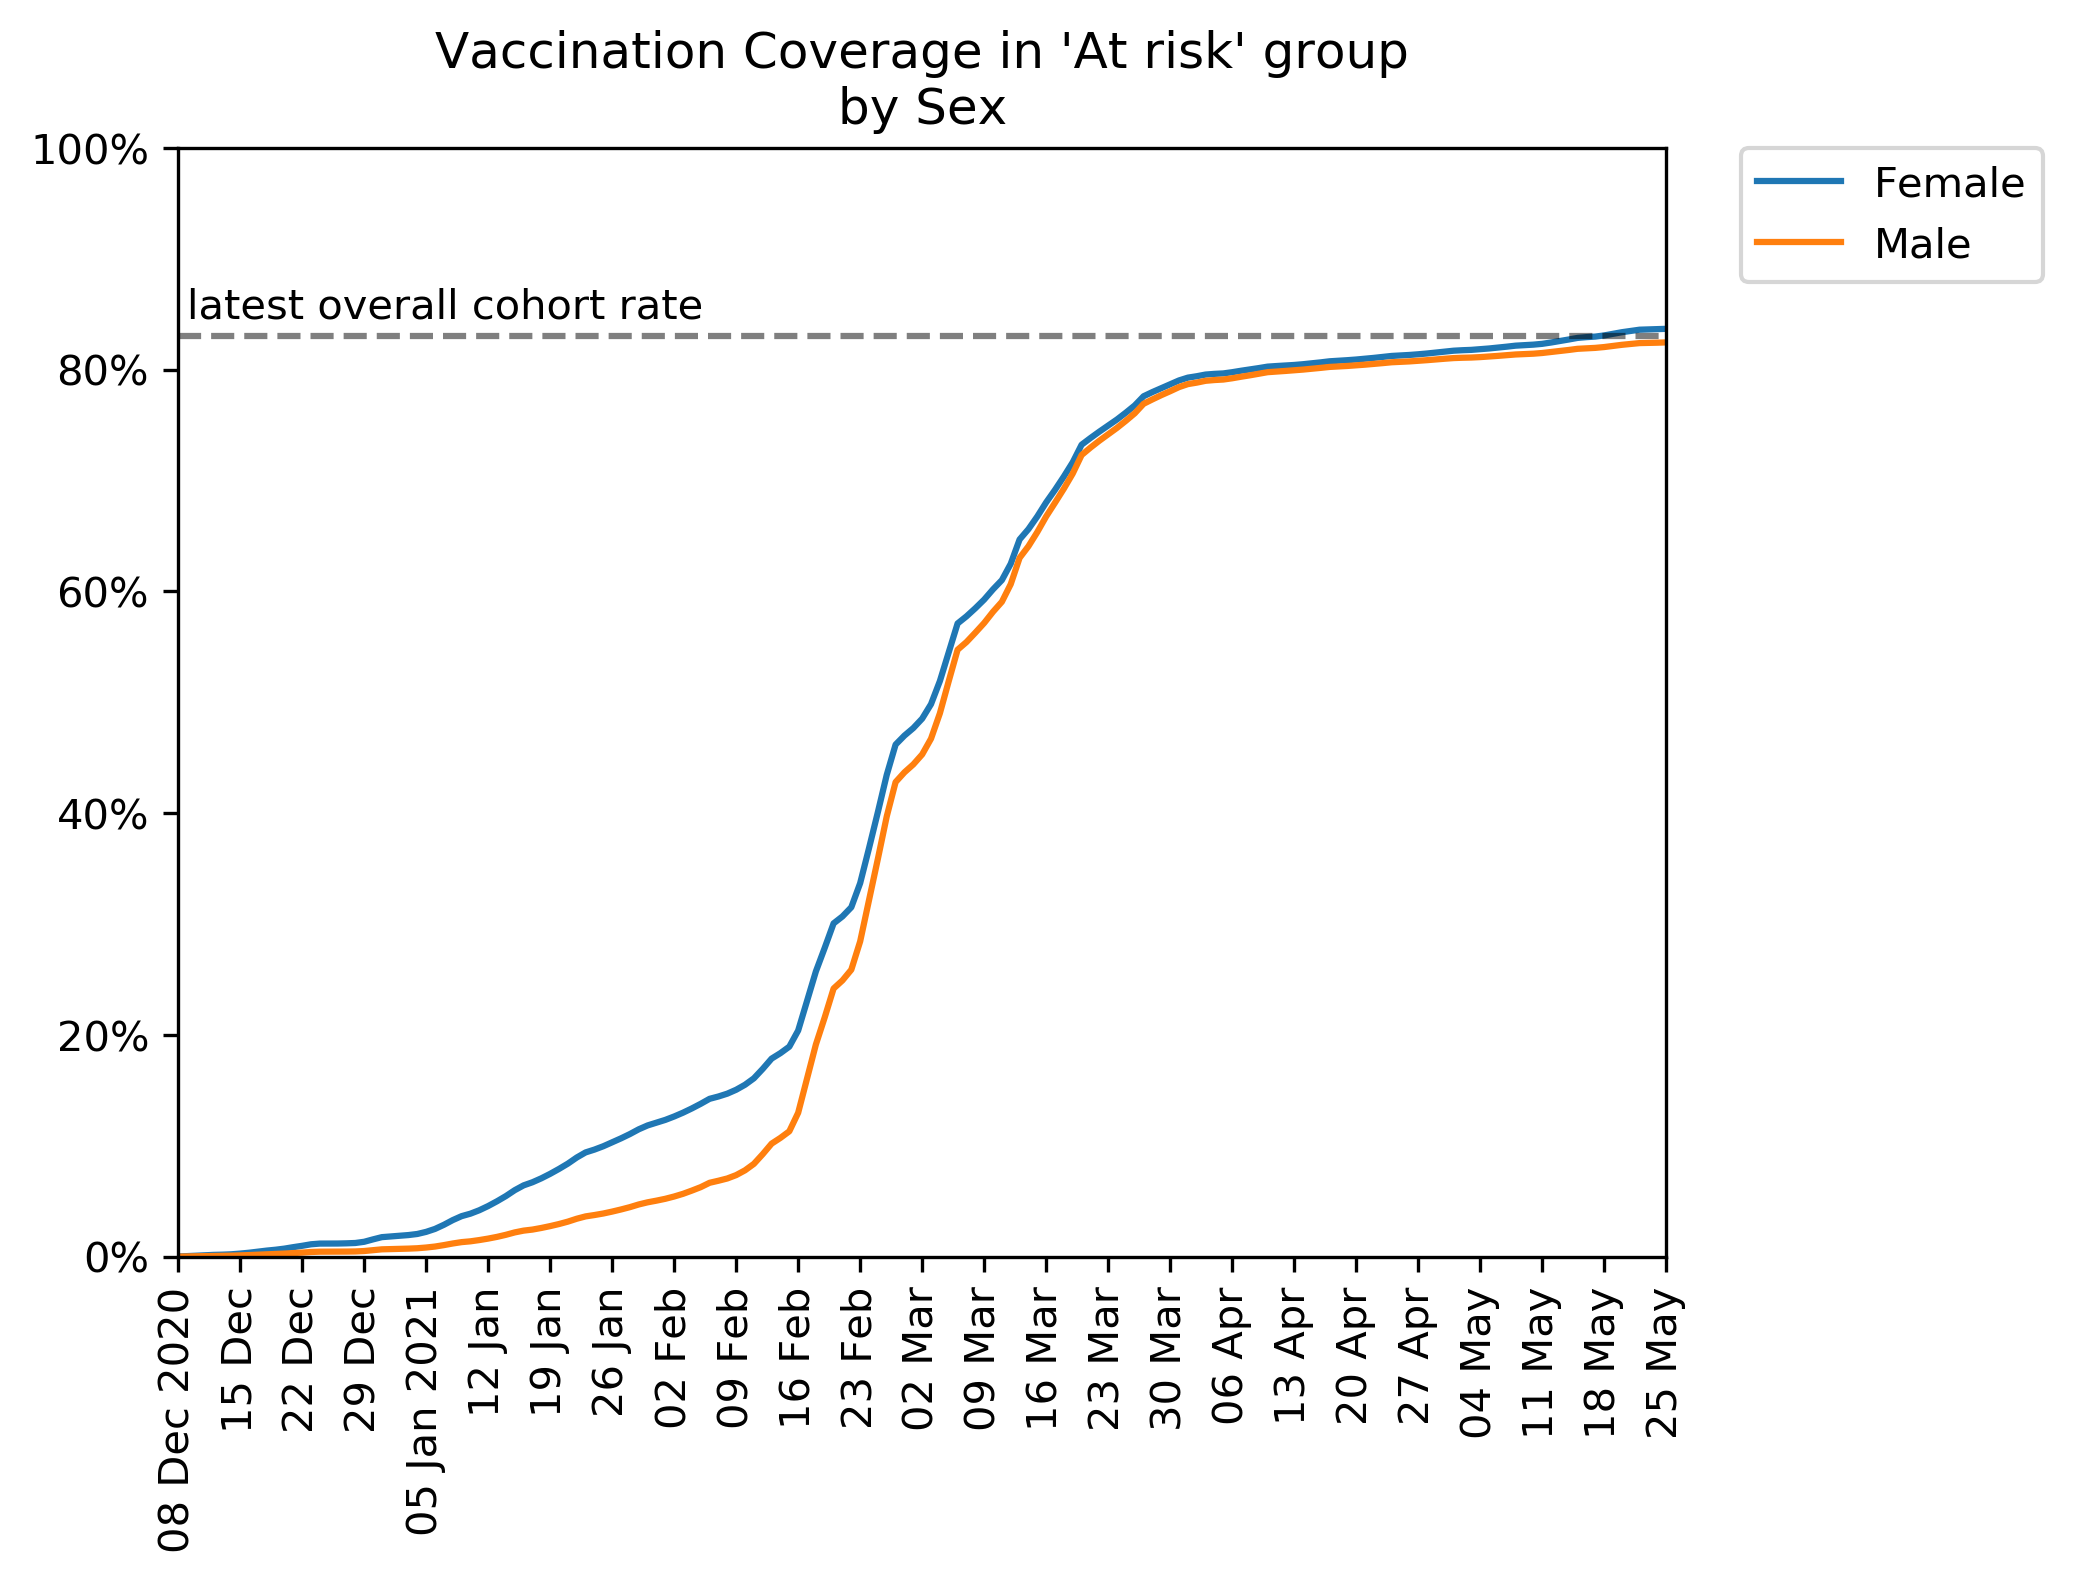 Vaccination Coverage in 'At risk' group
by Sex
100%
80%
60%
40%
20%
0%
latest overall cohort rate
Female
Male
08 Dec 2020
15 Dec
22 Dec
29 Dec
05 Jan 2021
12 Jan
19 Jan
26 Jan
02 Feb
09 Feb
16 Feb
23 Feb
02 Mar
09 Mar
16 Mar
23 Mar
30 Mar
06 Apr
13 Apr
20 Apr
27 Apr
04 May
11 May
18 May
25 May